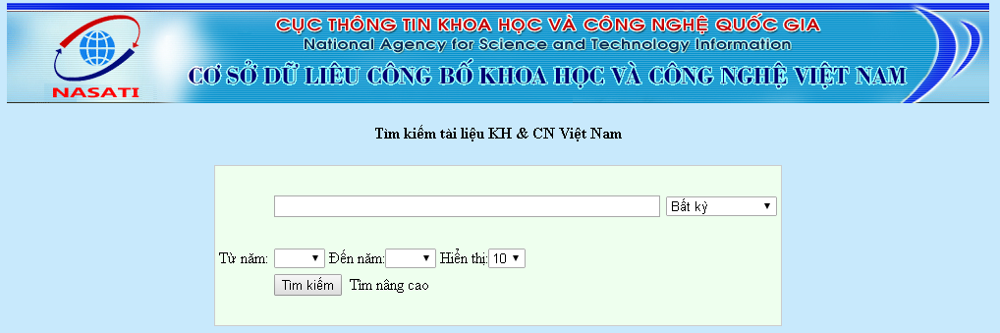 CỤC THÔNG TIN KHOA HỌC VÀ CÔNG NGHỆ QUỐC GIA
National Agency for Science and Technology Information
NASATI
CƠ SỞ DỮ LIỆU CÔNG BỐ KHOA HỌC VÀ CÔNG NGHỆ VIỆT NAM
Tìm kiếm tài liệu KH & CN Việt Nam
Bất kỳ
Từ năm: Đến năm: Hiển thị: 10
Tìm kiếm Tìm nâng cao